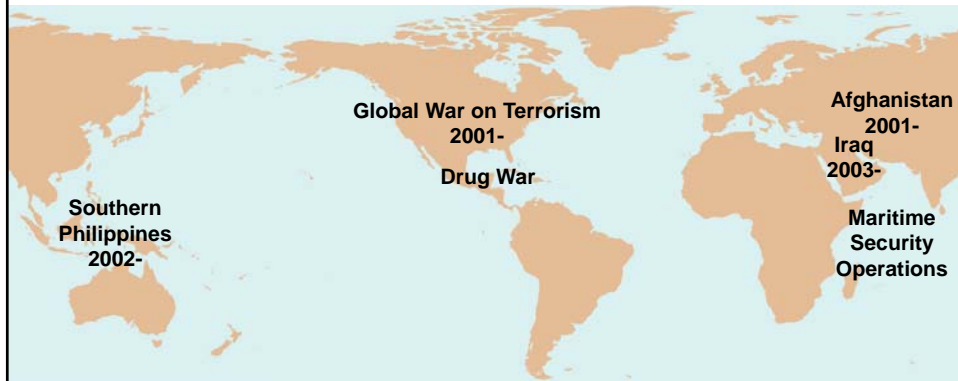 Global War on Terrorism
2001-
Drug War
Southern
Philippines
2002-
Afghanistan
2001-
Iraq
2003-
Maritime
Security
Operations